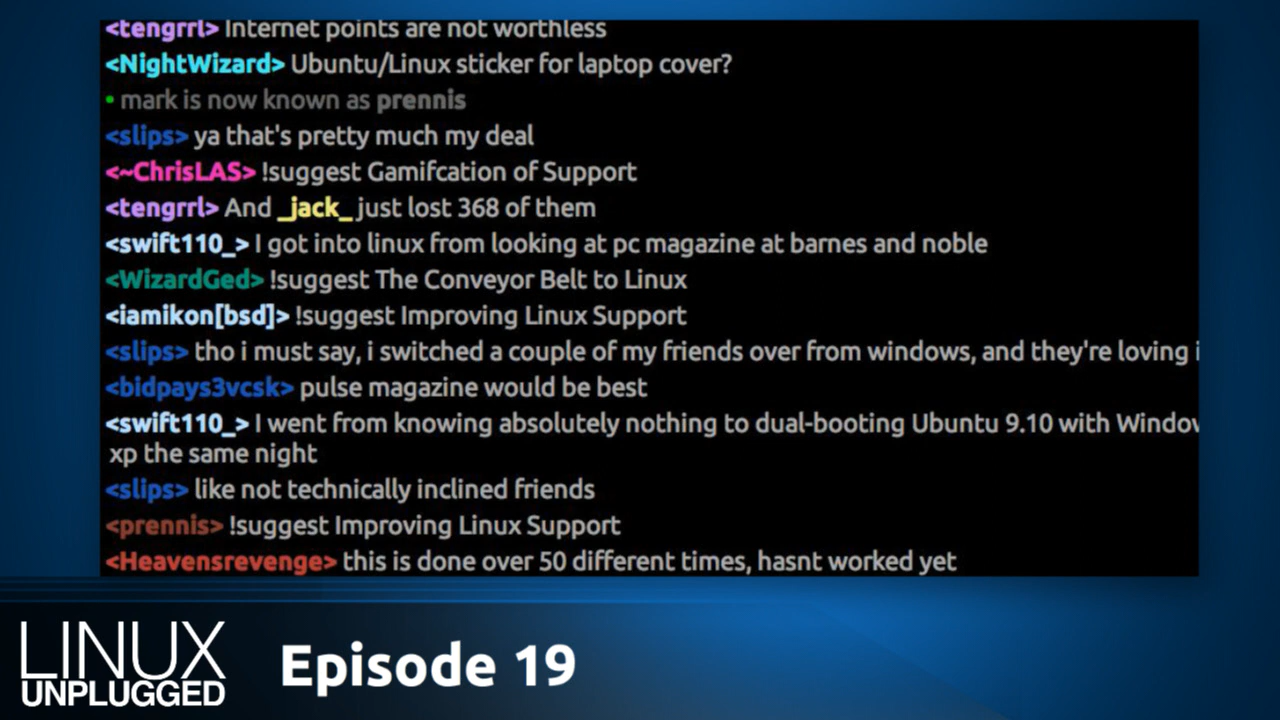 <tengrrl> Internet points are not worthless
<NightWizard> Ubuntu/Linux sticker for laptop cover?
• mark is now known as prennis
<slips> ya that's pretty much my deal
<~ChrisLAS> !suggest Gamifcation of Support
<tengrrl> And _jack_ just lost 368 of them
<swift110_> I got into linux from looking at pc magazine at barnes and noble
<WizardGed> !suggest The Conveyor Belt to Linux
<iamikon[bsd]> !suggest Improving Linux Support
<slips> tho i must say, i switched a couple of my friends over from windows, and they're loving i
<bidpays3vcsk> pulse magazine would be best
<swift110_> I went from knowing absolutely nothing to dual-booting Ubuntu 9.10 with Window
xp the same night
<slips> like not technically inclined friends
<prennis> !suggest Improving Linux Support
<Heavensrevenge> this is done over 50 different times, hasnt worked yet
LINUX
UNPLUGGED
Episode 19